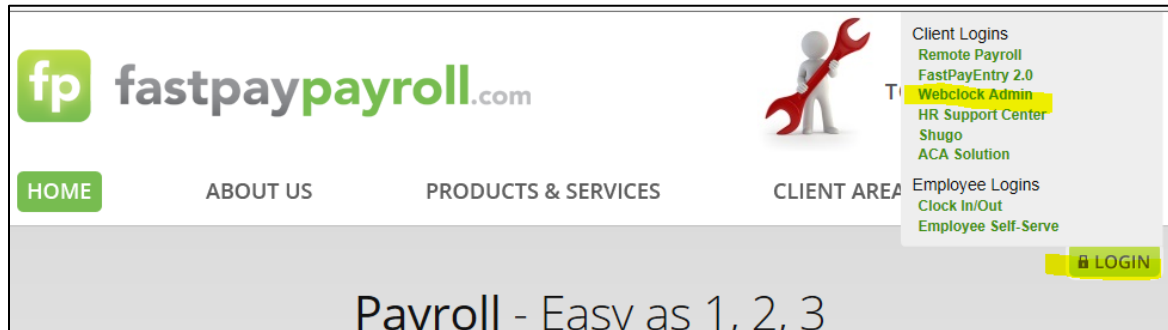 fp fastpaypayroll.com
Client Logins
Remote Payroll
FastPayEntry 2.0
Webclock Admin
HR Support Center
Shugo
ACA Solution
Employee Logins
Clock In/Out
Employee Self-Serve
HOME ABOUT US PRODUCTS & SERVICES CLIENT AREA
LOGIN
Payroll - Easy as 1, 2, 3